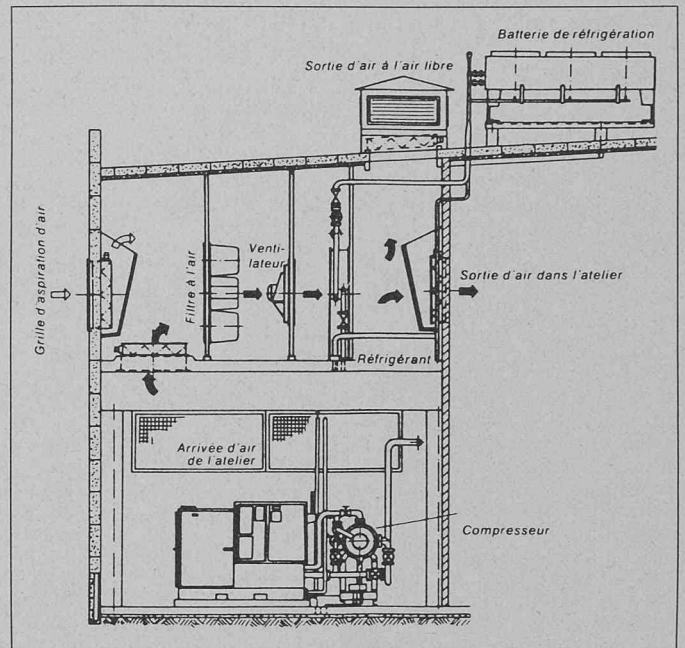 Batterie de réfrigération
Sortie d'air à l'air libre
Grille d'aspiration d'air
Filtre à l'air
Venti-
lateur
Sortie d'air dans l'atelier
Réfrigérant
Arrivée d'air
de l'atelier
Compresseur